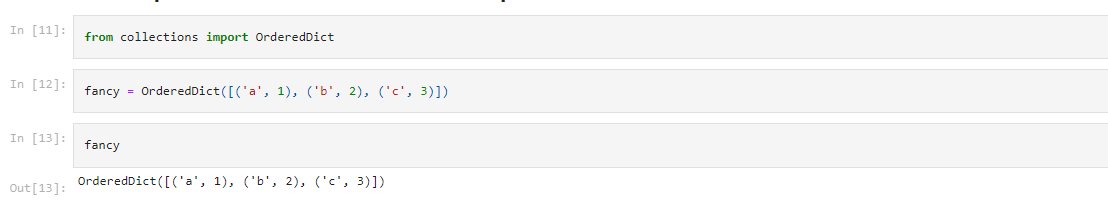 In [11]:
from collections import OrderedDict
In [12]:
fancy = OrderedDict([('a', 1), ('b', 2), ('c', 3)])
In [13]:
fancy
Out[13]:
OrderedDict([('a', 1), ('b', 2), ('c', 3)])